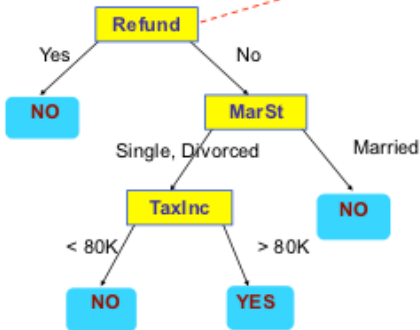 Refund
Yes
No
NO
MarSt
Single, Divorced
Married
TaxInc
NO
< 80K
> 80K
NO
YES